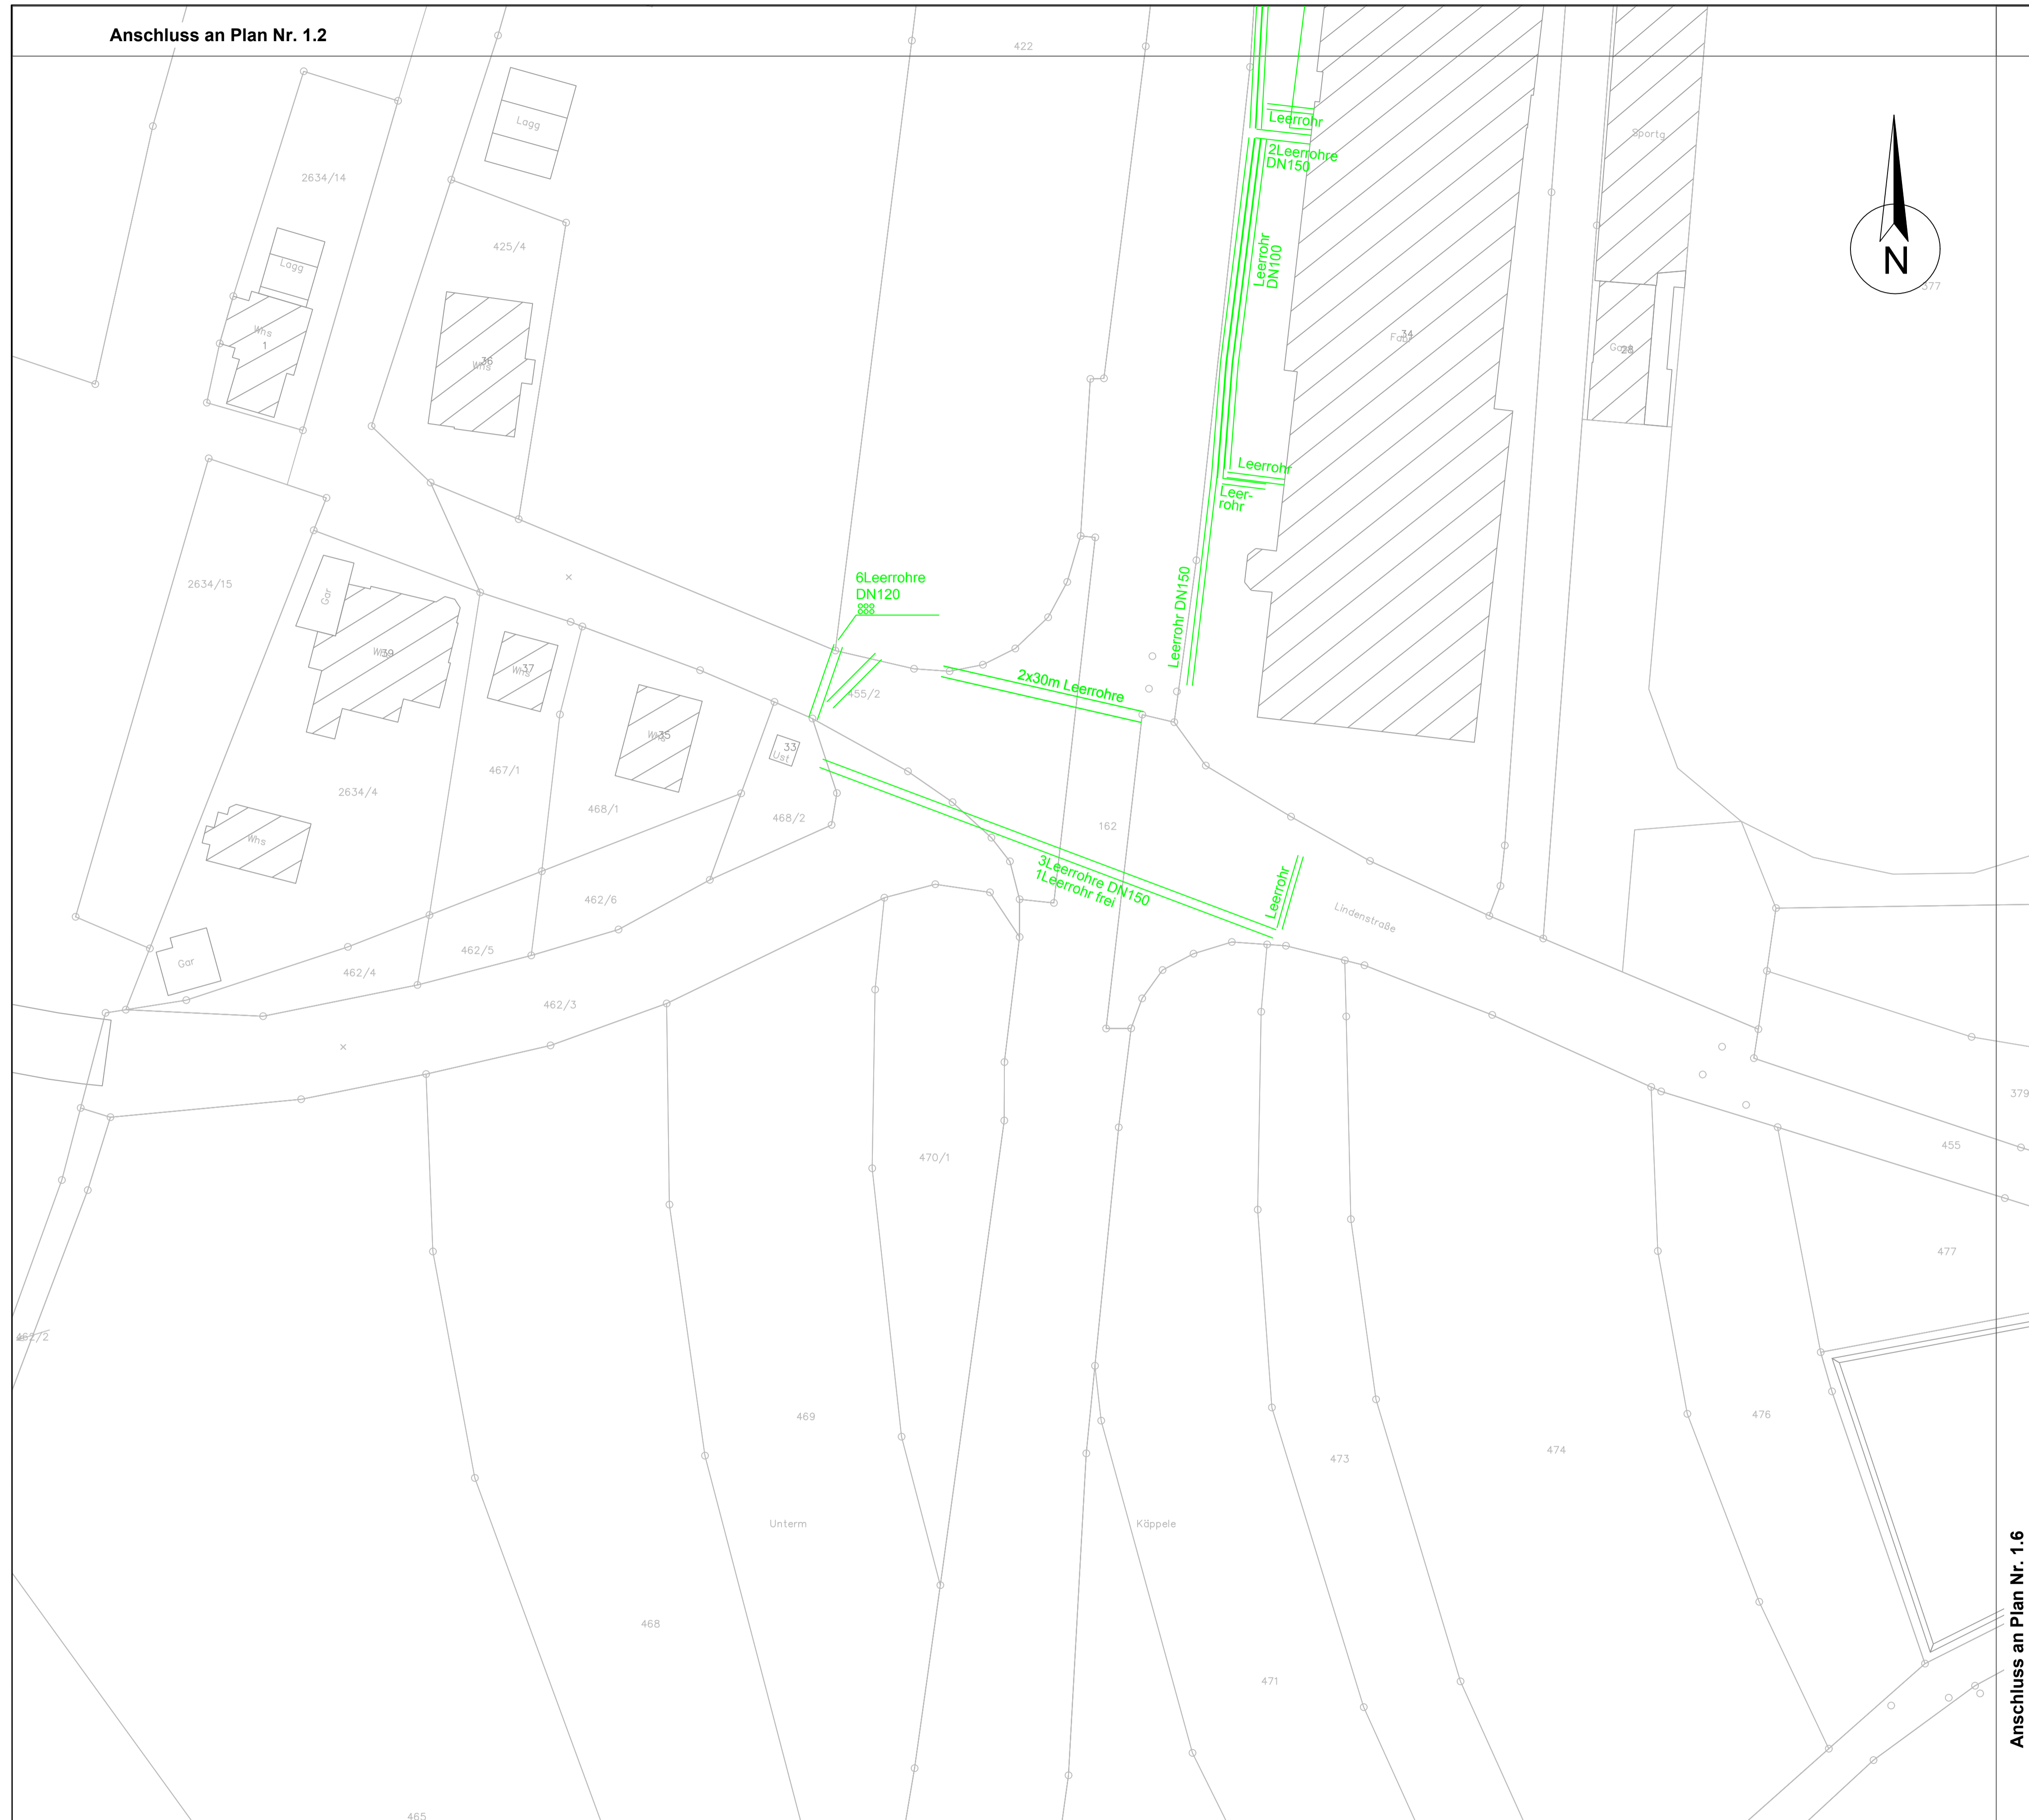 Anschluss an Plan Nr. 1.2
422
Lagg
Leerrohr
2Leerrohre
DN150
Sportg
2634/14
425/4
Lagg
Leerrohr
DN100
N
377
Whs
1
36
Whs
34
Fabr
28
Leerrohr
Leer-
rohr
2634/15
Gar
6Leerrohre
DN120
Leerrohr DN150
39
37
Whs
455/2
2x30m Leerrohre
35
33
Ust
467/1
2634/4
468/1
468/2
162
Whs
3Leerrohre DN150
1Leerrohr frei
Leerrohr
Lindenstraße
462/6
462/5
Gar
462/4
462/3
379
455
470/1
477
462/2
469
476
474
473
Unterm
Käppele
468
471
465
Anschluss an Plan Nr. 1.6